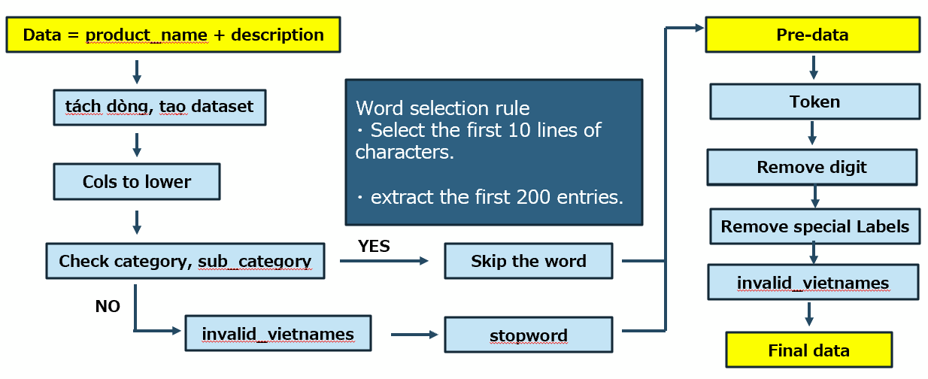 Data = product_name + description
tách dòng, tạo dataset
Cols to lower
Check category, sub_category
YES
NO
Skip the word
invalid_vietnames
stopword
Word selection rule
・Select the first 10 lines of
characters.
・extract the first 200 entries.
Pre-data
Token
Remove digit
Remove special Labels
invalid_vietnames
Final data